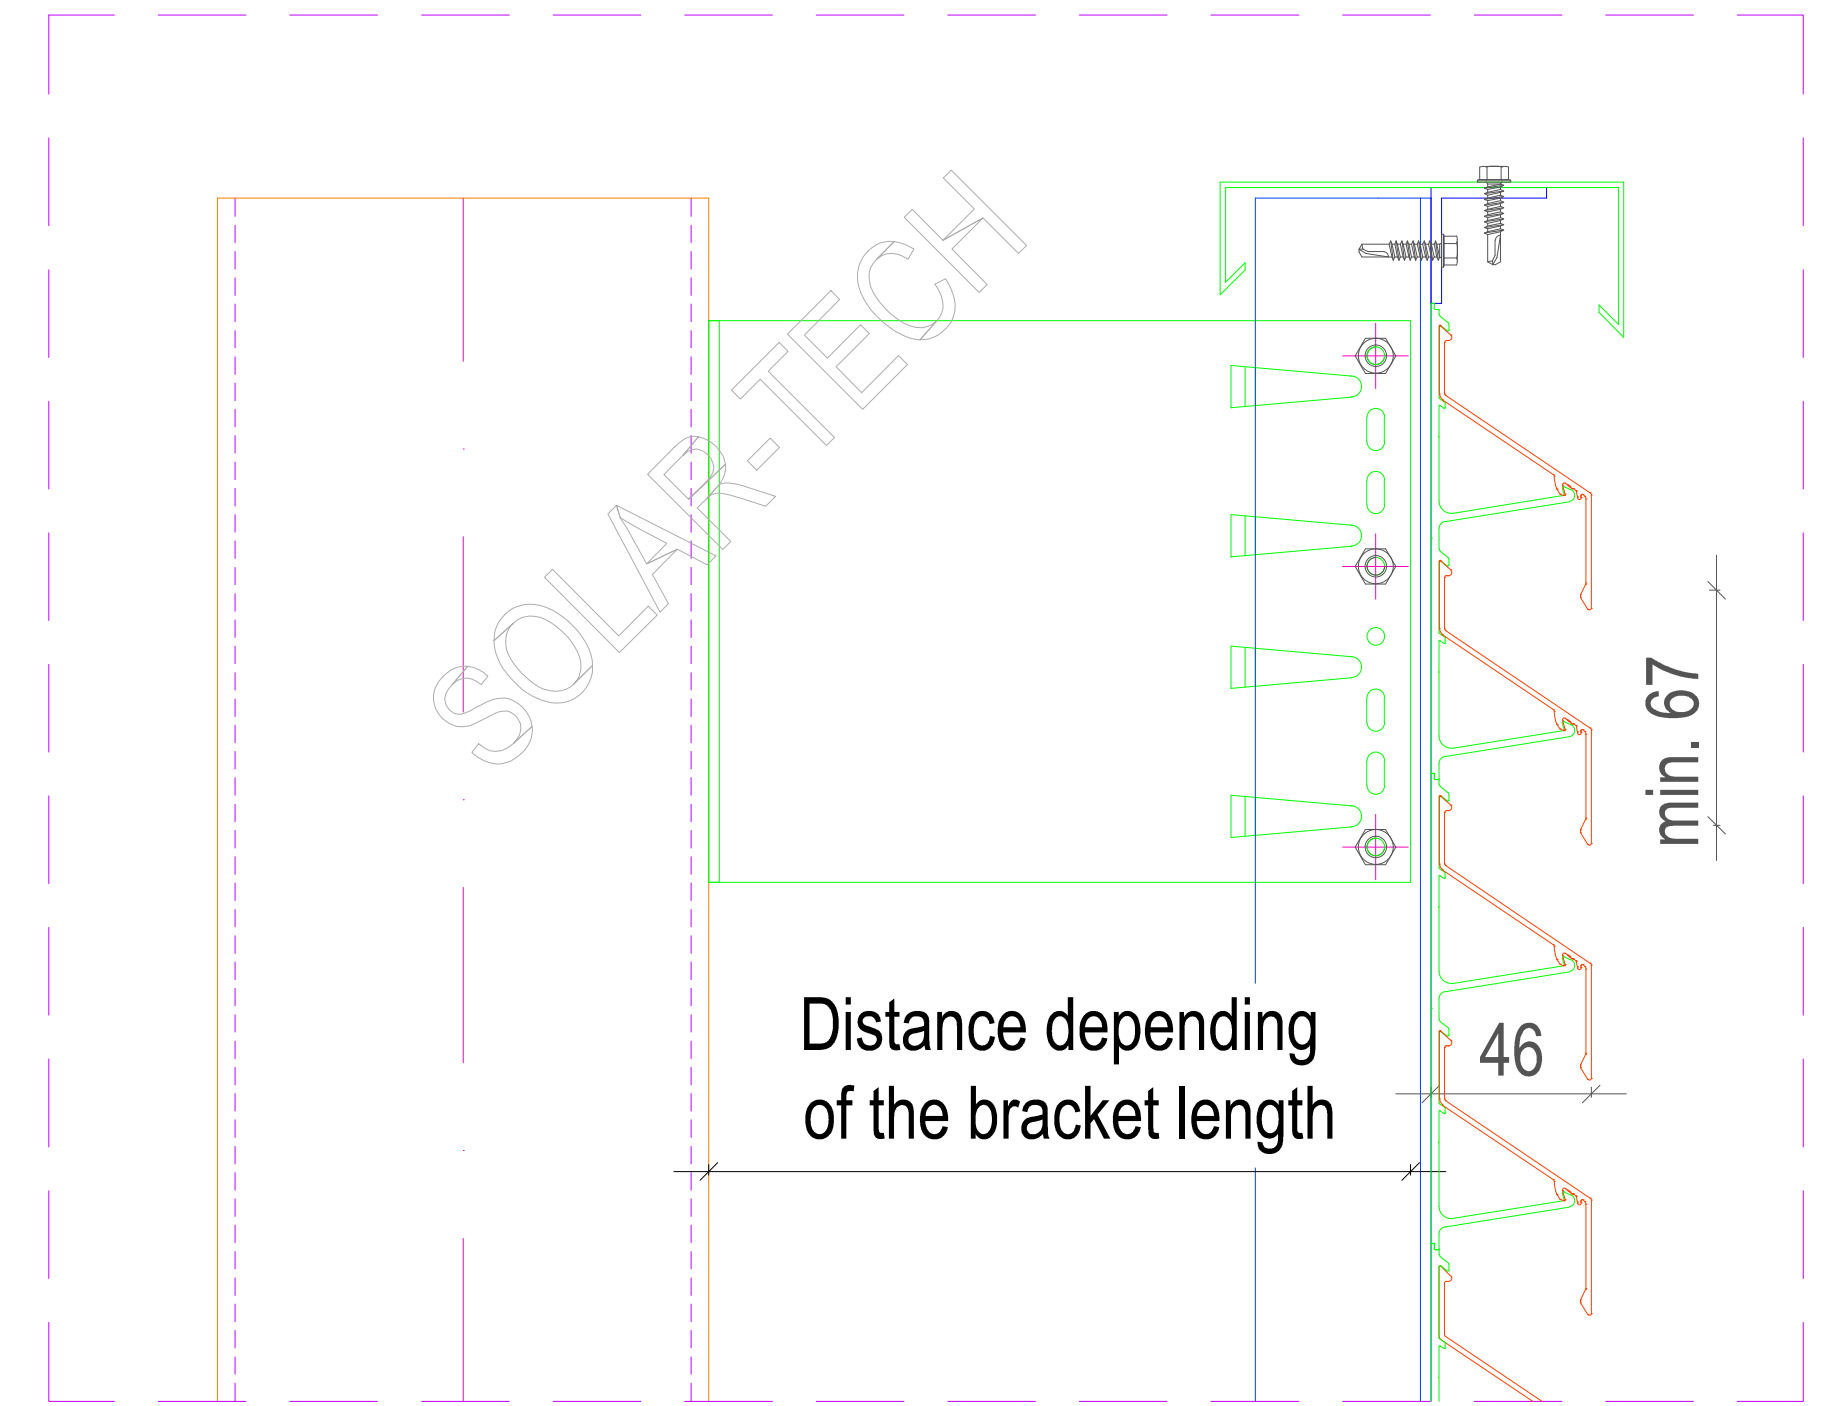 SOLAR-TECH
min. 67
Distance depending
of the bracket length
46